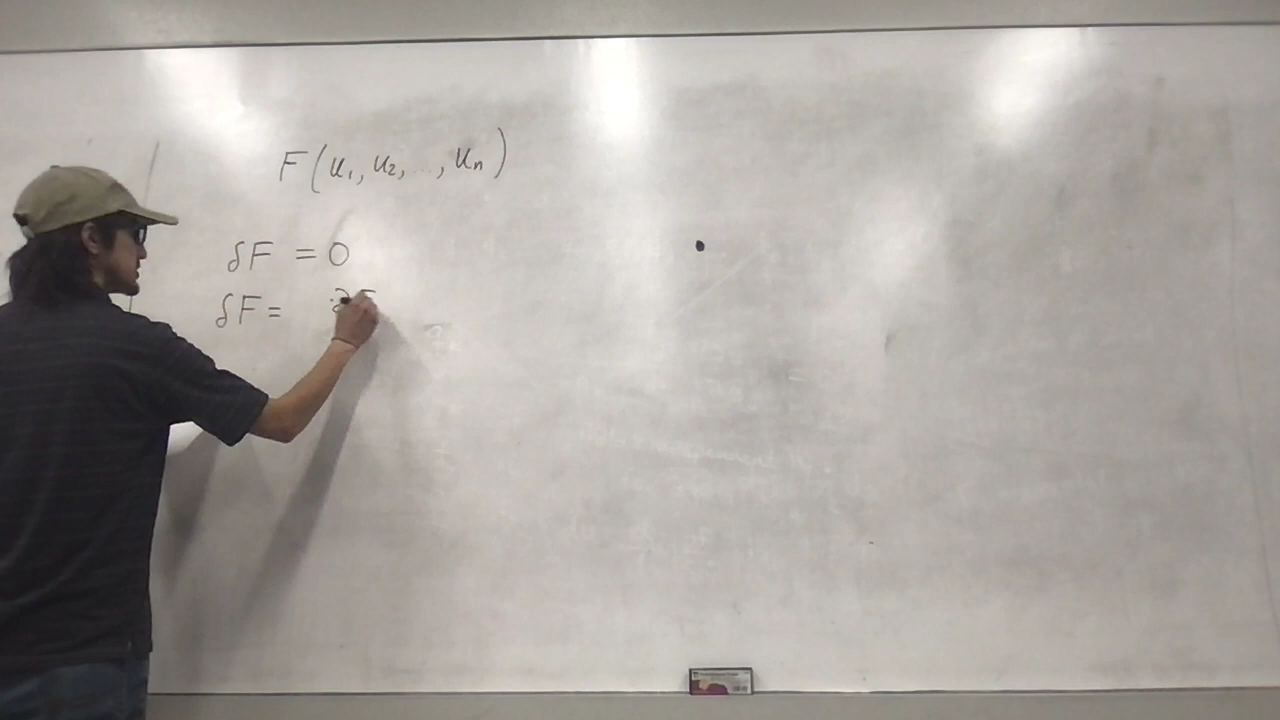 F(u₁, u₂, ..., uₙ)
δF = 0
δF = ∂F